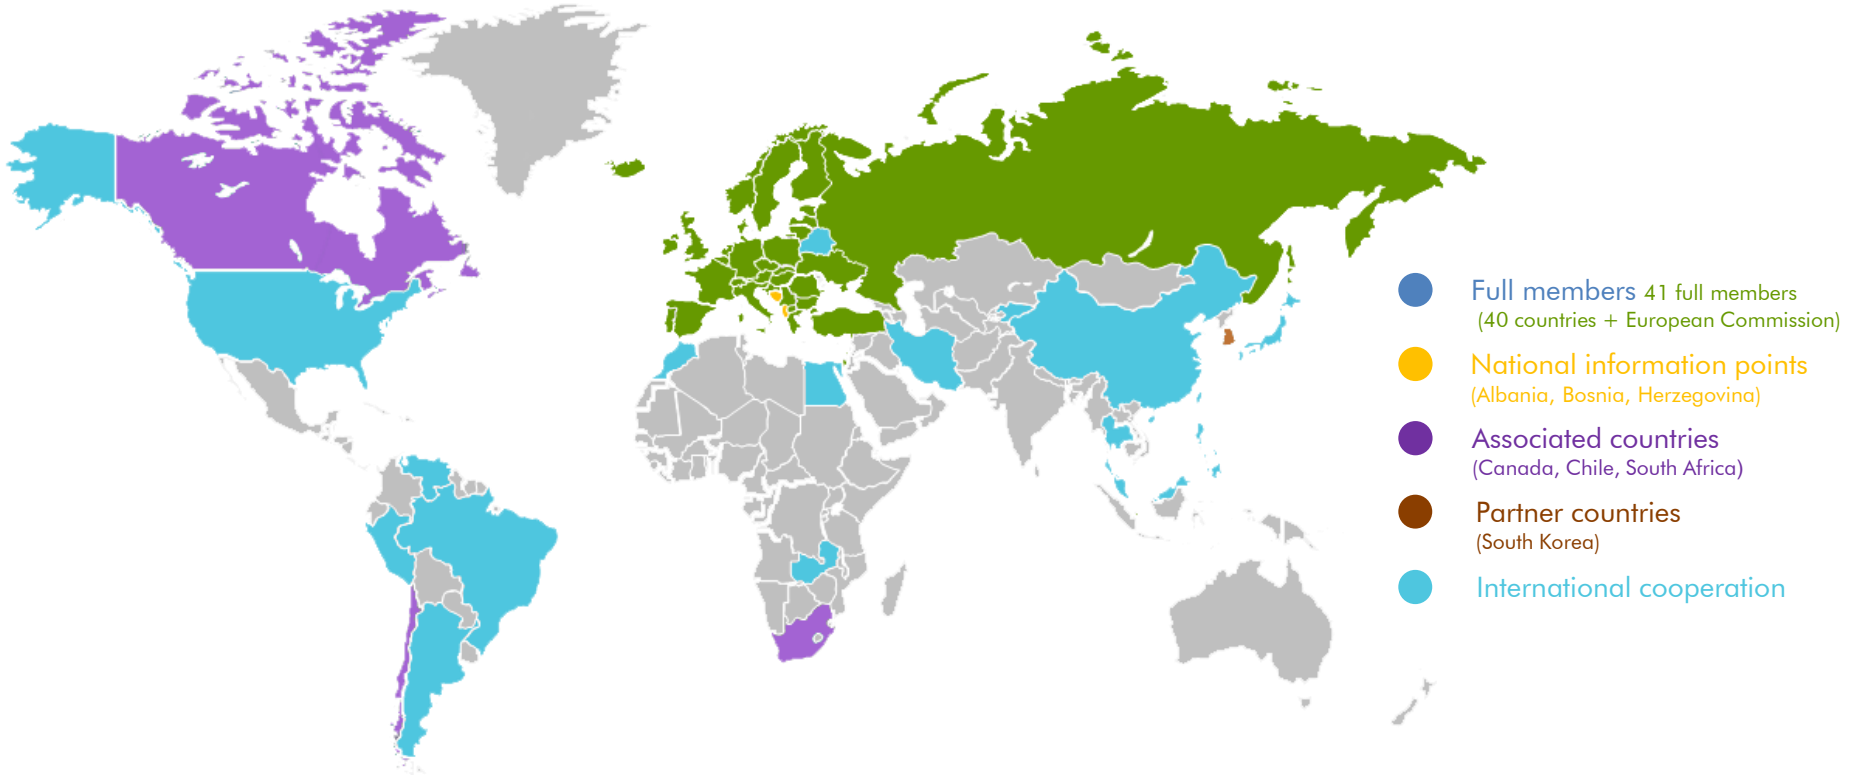 Full members 41 full members
(40 countries + European Commission)
National information points
(Albania, Bosnia, Herzegovina)
Associated countries
(Canada, Chile, South Africa)
Partner countries
(South Korea)
International cooperation